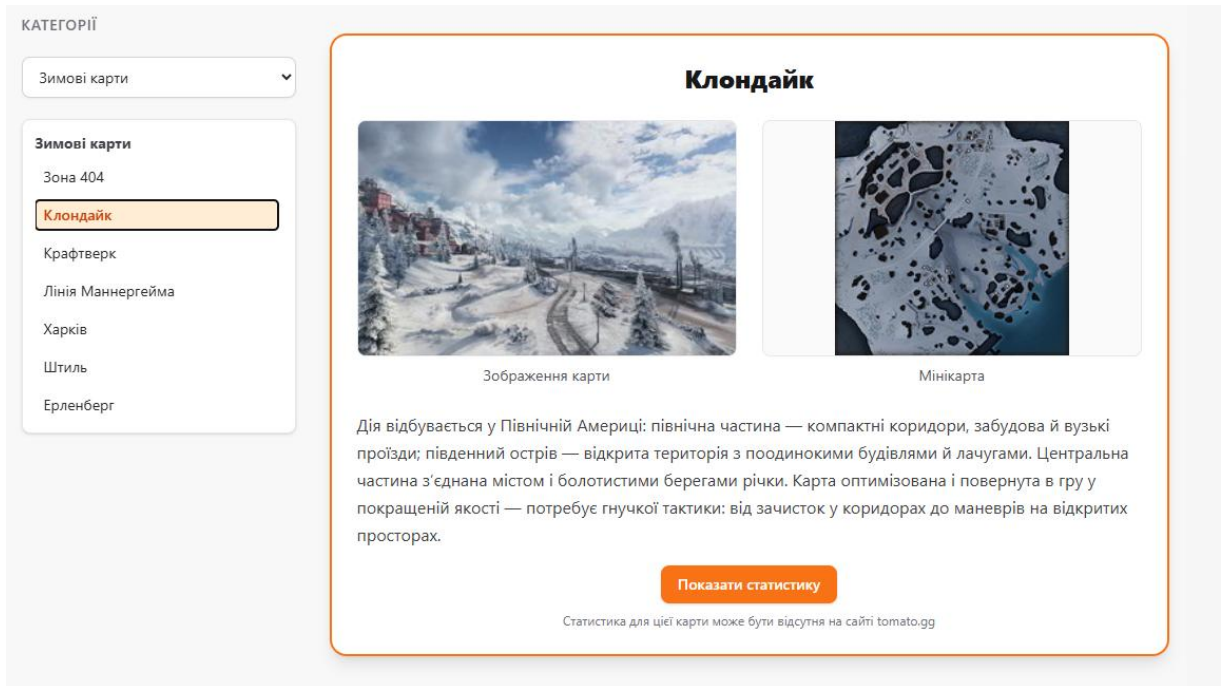 КАТЕГОРІЇ
Зимові карти
Зимові карти
Зона 404
Клондайк
Крафтверк
Лінія Маннергейма
Харків
Штиль
Ерленберг
Клондайк
Зображення карти
Мінікарта
Дія відбувається у Північній Америці: північна частина — компактні коридори, забудова й вузькі
проїзди; південний острів — відкрита територія з поодинокими будівлями й лачугами. Центральна
частина з’єднана містом і болотистими берегами річки. Карта оптимізована і повернута в гру у
покращеній якості — потребує гнучкої тактики: від зачисток у коридорах до маневрів на відкритих
просторах.
Показати статистику
Статистика для цієї карти може бути відсутня на сайті tomato.gg